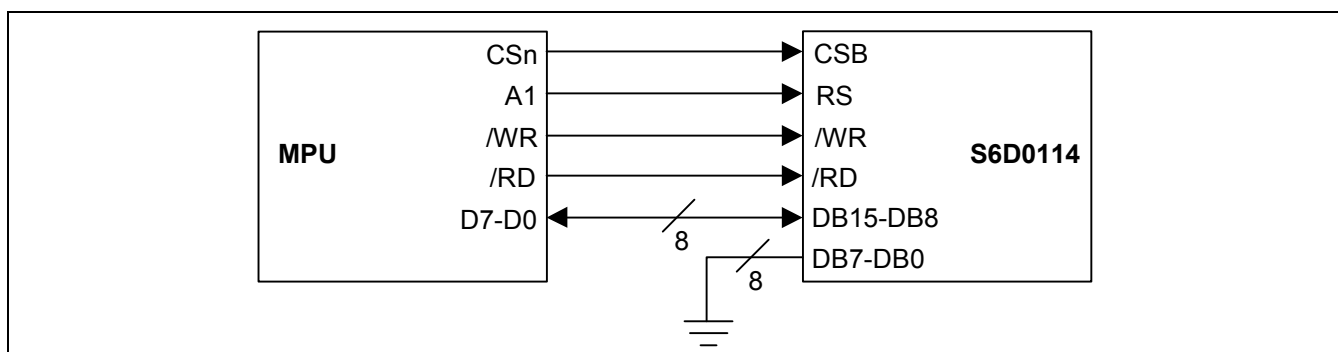 CSn
CSB
A1
RS
/WR
/WR
MPU
S6D0114
/RD
/RD
D7-D0
8
DB15-DB8
8
DB7-DB0